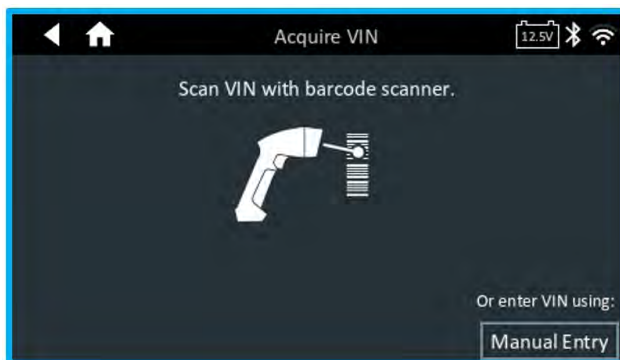 Acquire VIN
12.5V
Scan VIN with barcode scanner.
Or enter VIN using:
Manual Entry